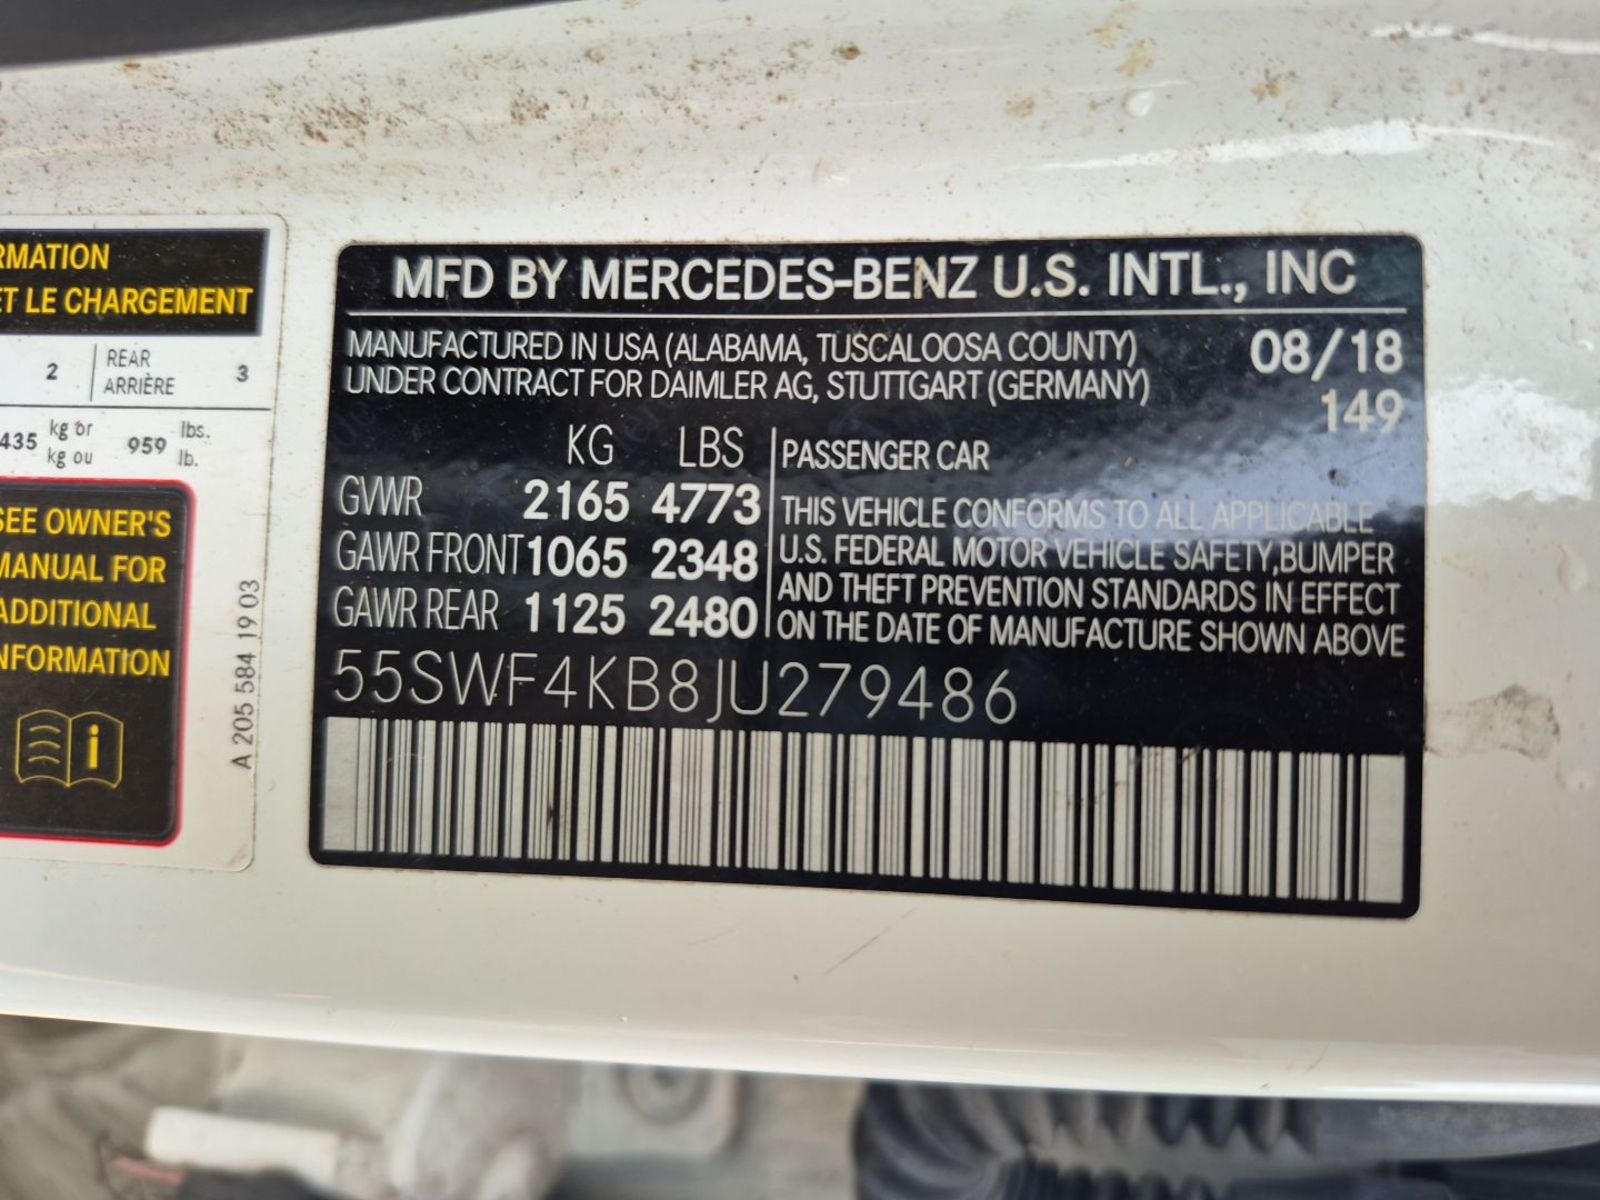 RMATION
ET LE CHARGEMENT
2 REAR
ARRIÈRE 3
435 kg or
kg ou 959 lbs.
lb.
SEE OWNER'S
MANUAL FOR
ADDITIONAL
INFORMATION
A 205 584 19 03
MFD BY MERCEDES-BENZ U.S. INTL., INC
MANUFACTURED IN USA (ALABAMA, TUSCALOOSA COUNTY) 08/18
UNDER CONTRACT FOR DAIMLER AG, STUTTGART (GERMANY) 149
KG LBS
GVWR 2165 4773
GAWR FRONT 1065 2348
GAWR REAR 1125 2480
PASSENGER CAR
THIS VEHICLE CONFORMS TO ALL APPLICABLE
U.S. FEDERAL MOTOR VEHICLE SAFETY,BUMPER
AND THEFT PREVENTION STANDARDS IN EFFECT
ON THE DATE OF MANUFACTURE SHOWN ABOVE
55SWF4KB8JU279486